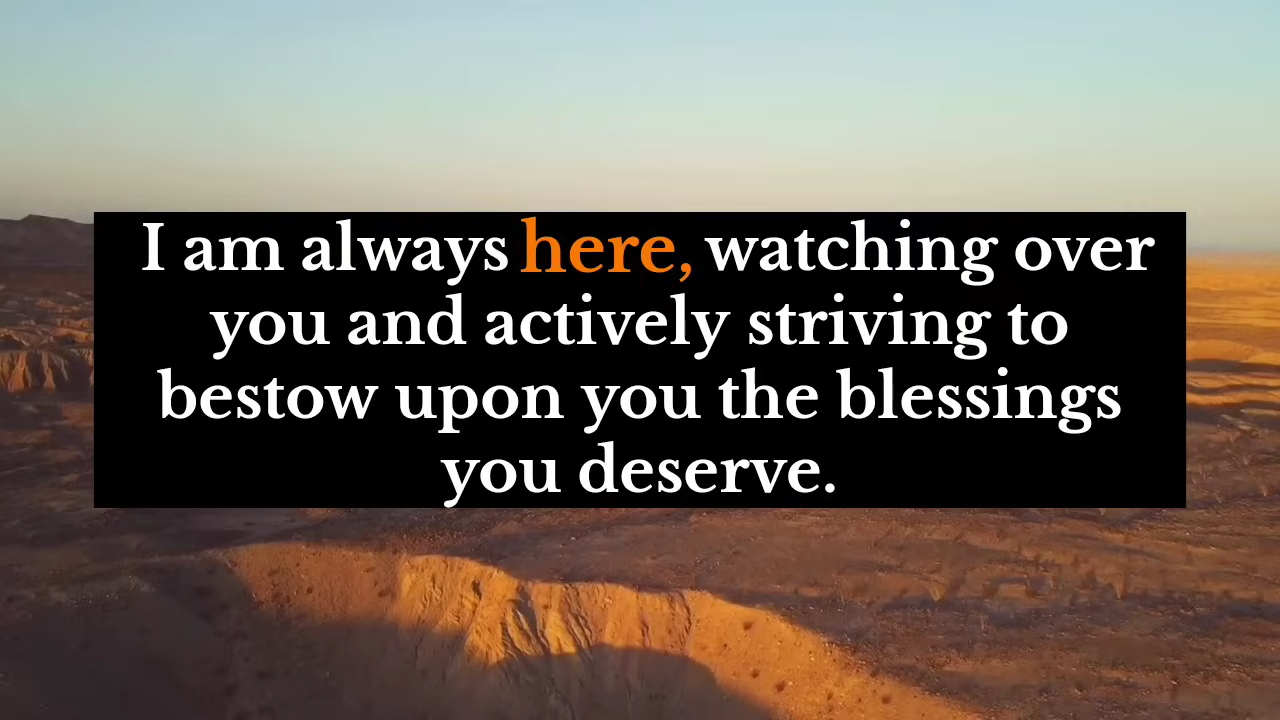 I am always here, watching over
you and actively striving to
bestow upon you the blessings
you deserve.